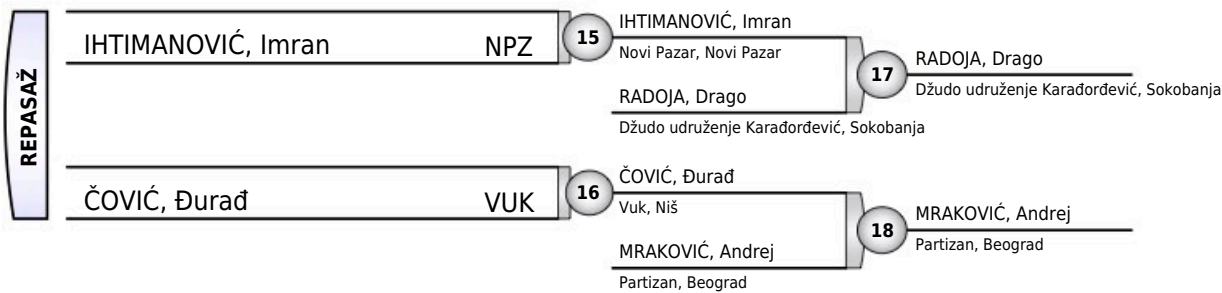 REPASAŽ
IHTIMANOVIĆ, Imran NPZ
15
IHTIMANOVIĆ, Imran
Novi Pazar, Novi Pazar
RADOJA, Drago
Džudo udruženje Karađorđević, Sokobanja
17
RADOJA, Drago
Džudo udruženje Karađorđević, Sokobanja
ČOVIĆ, Đurađ VUK
16
ČOVIĆ, Đurađ
Vuk, Niš
MRAKOVIĆ, Andrej
Partizan, Beograd
18
MRAKOVIĆ, Andrej
Partizan, Beograd